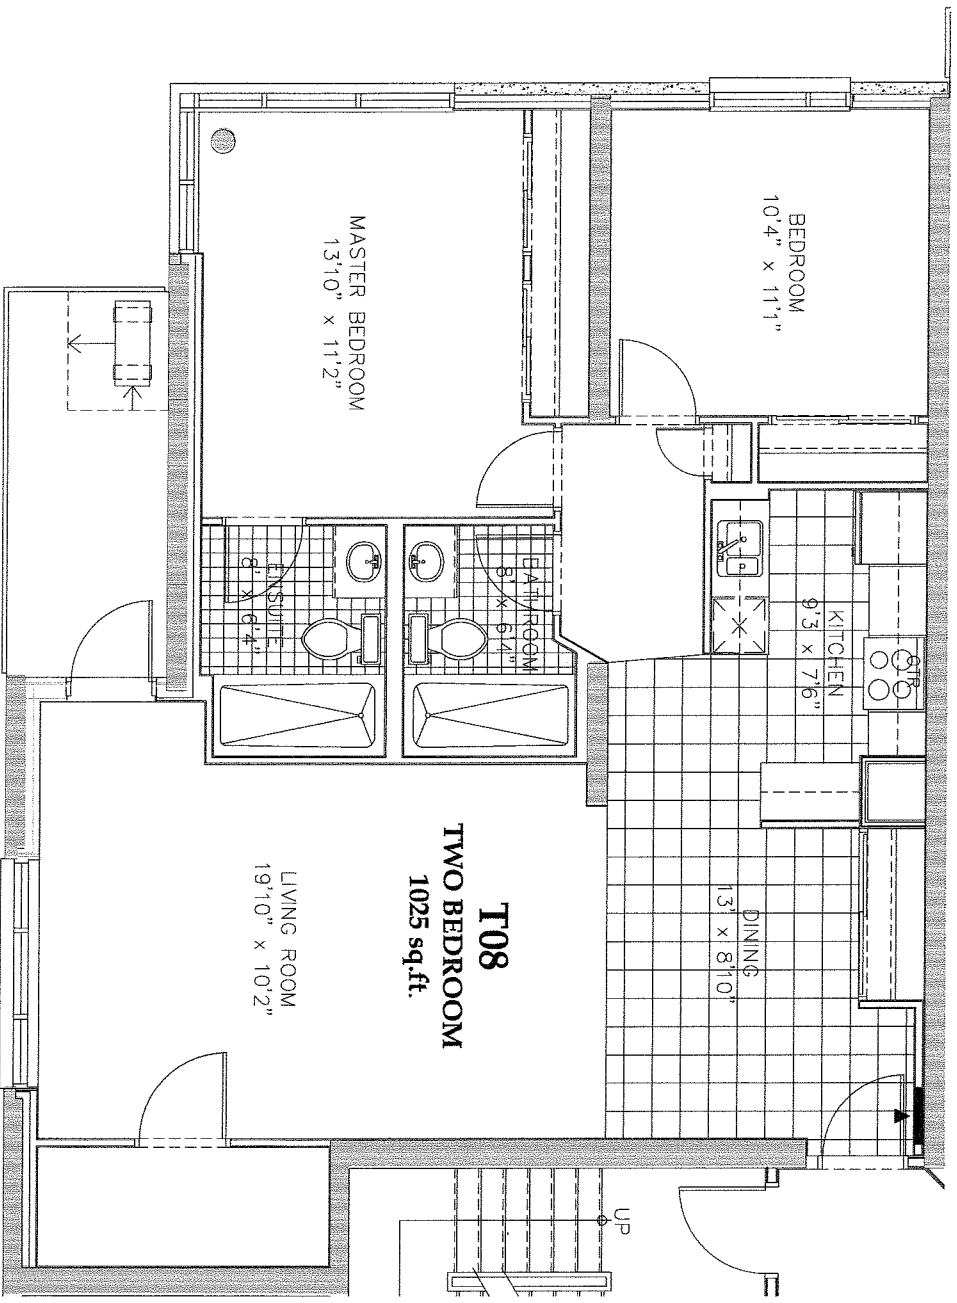 BEDROOM
10'4" x 11'1"
MASTER BEDROOM
13'10" x 11'2"
KITCHEN
9'3 x 7'6"
BATHROOM
8' x 6'4"
ENSUITE
8' x 6'4"
T08
TWO BEDROOM
1025 sq.ft.
DINING
13' x 8'10"
LIVING ROOM
19'10" x 10'2"
UP